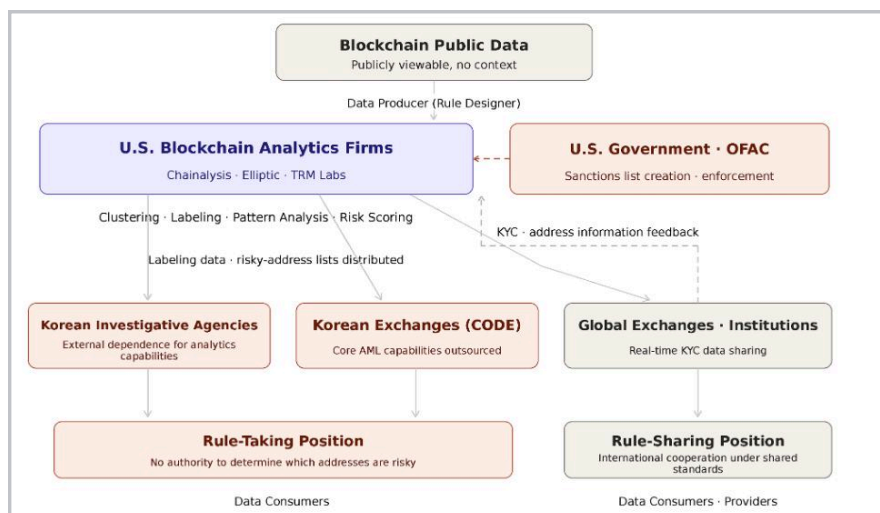 Blockchain Public Data
Publicly viewable, no context
Data Producer (Rule Designer)
U.S. Blockchain Analytics Firms
Chainalysis · Elliptic · TRM Labs
U.S. Government · OFAC
Sanctions list creation · enforcement
Clustering · Labeling · Pattern Analysis · Risk Scoring
KYC · address information feedback
Labeling data · risky-address lists distributed
Korean Investigative Agencies
External dependence for analytics
capabilities
Korean Exchanges (CODE)
Core AML capabilities outsourced
Global Exchanges · Institutions
Real-time KYC data sharing
Rule-Taking Position
No authority to determine which addresses are risky
Rule-Sharing Position
International cooperation under shared
standards
Data Consumers
Data Consumers · Providers